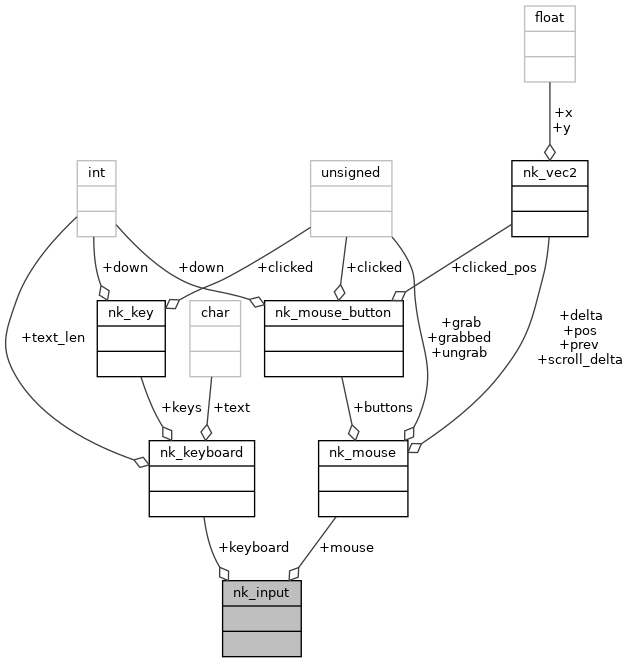 float
+x
+y
int
unsigned
nk_vec2
+down
+down
+clicked
+clicked
+clicked_pos
nk_key
char
nk_mouse_button
+text_len
+grab
+grabbed
+ungrab
+delta
+pos
+prev
+scroll_delta
+keys
+text
+buttons
nk_keyboard
nk_mouse
+keyboard
+mouse
nk_input